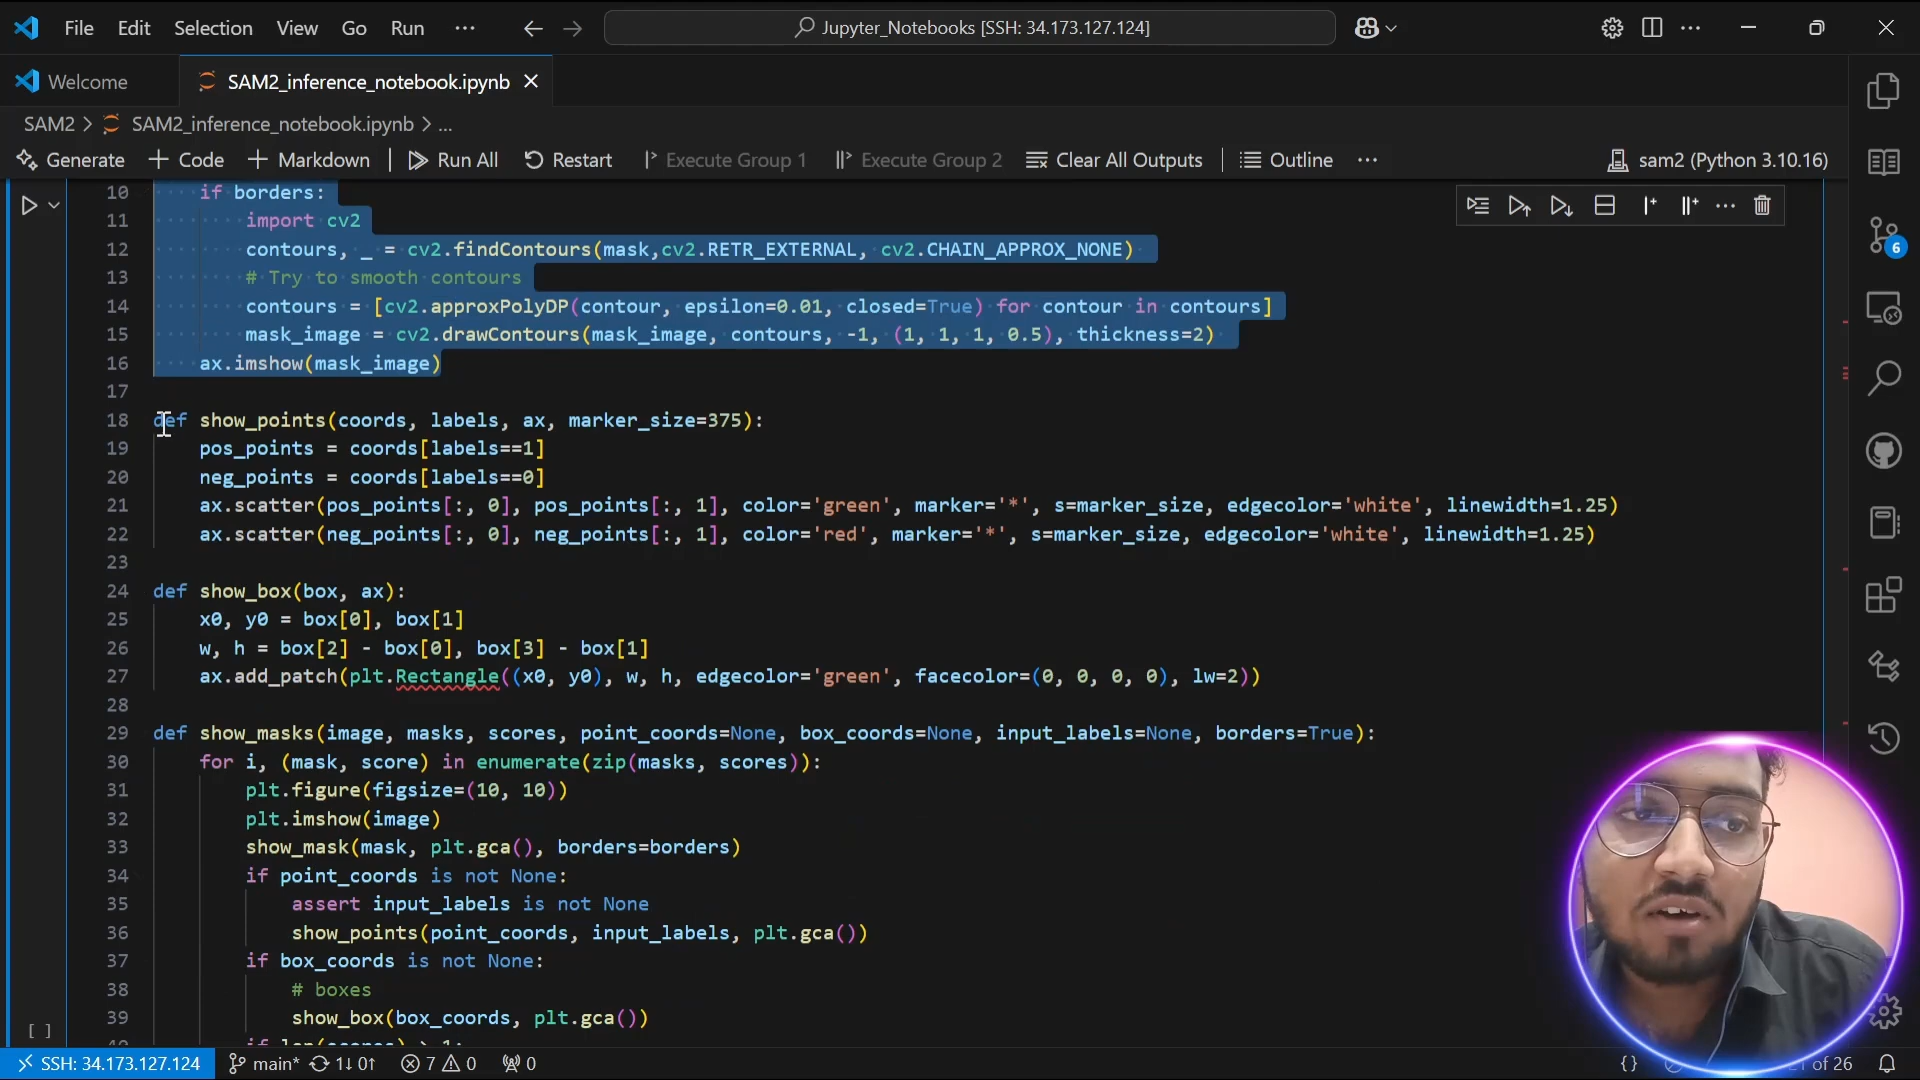 File Edit Selection View Go Run ··· Jupyter_Notebooks [SSH: 34.173.127.124]
Welcome SAM2_inference_notebook.ipynb
SAM2 > SAM2_inference_notebook.ipynb > ...
Generate + Code + Markdown Run All Restart Execute Group 1 Execute Group 2 Clear All Outputs Outline ··· sam2 (Python 3.10.16)
10 if borders:
11 import cv2
12 contours, _ = cv2.findContours(mask,cv2.RETR_EXTERNAL, cv2.CHAIN_APPROX_NONE)
13 # Try to smooth contours
14 contours = [cv2.approxPolyDP(contour, epsilon=0.01, closed=True) for contour in contours]
15 mask_image = cv2.drawContours(mask_image, contours, -1, (1, 1, 1, 0.5), thickness=2)
16 ax.imshow(mask_image)
17
18 def show_points(coords, labels, ax, marker_size=375):
19 pos_points = coords[labels==1]
20 neg_points = coords[labels==0]
21 ax.scatter(pos_points[:, 0], pos_points[:, 1], color='green', marker='*', s=marker_size, edgecolor='white', linewidth=1.25)
22 ax.scatter(neg_points[:, 0], neg_points[:, 1], color='red', marker='*', s=marker_size, edgecolor='white', linewidth=1.25)
23
24 def show_box(box, ax):
25 x0, y0 = box[0], box[1]
26 w, h = box[2] - box[0], box[3] - box[1]
27 ax.add_patch(plt.Rectangle((x0, y0), w, h, edgecolor='green', facecolor=(0, 0, 0, 0), lw=2))
28
29 def show_masks(image, masks, scores, point_coords=None, box_coords=None, input_labels=None, borders=True):
30 for i, (mask, score) in enumerate(zip(masks, scores)):
31 plt.figure(figsize=(10, 10))
32 plt.imshow(image)
33 show_mask(mask, plt.gca(), borders=borders)
34 if point_coords is not None:
35 assert input_labels is not None
36 show_points(point_coords, input_labels, plt.gca())
37 if box_coords is not None:
38 # boxes
39 show_box(box_coords, plt.gca())
[ ]
6
SSH: 34.173.127.124 main* 1↓ 0↑ 7 0 0 {} of 26